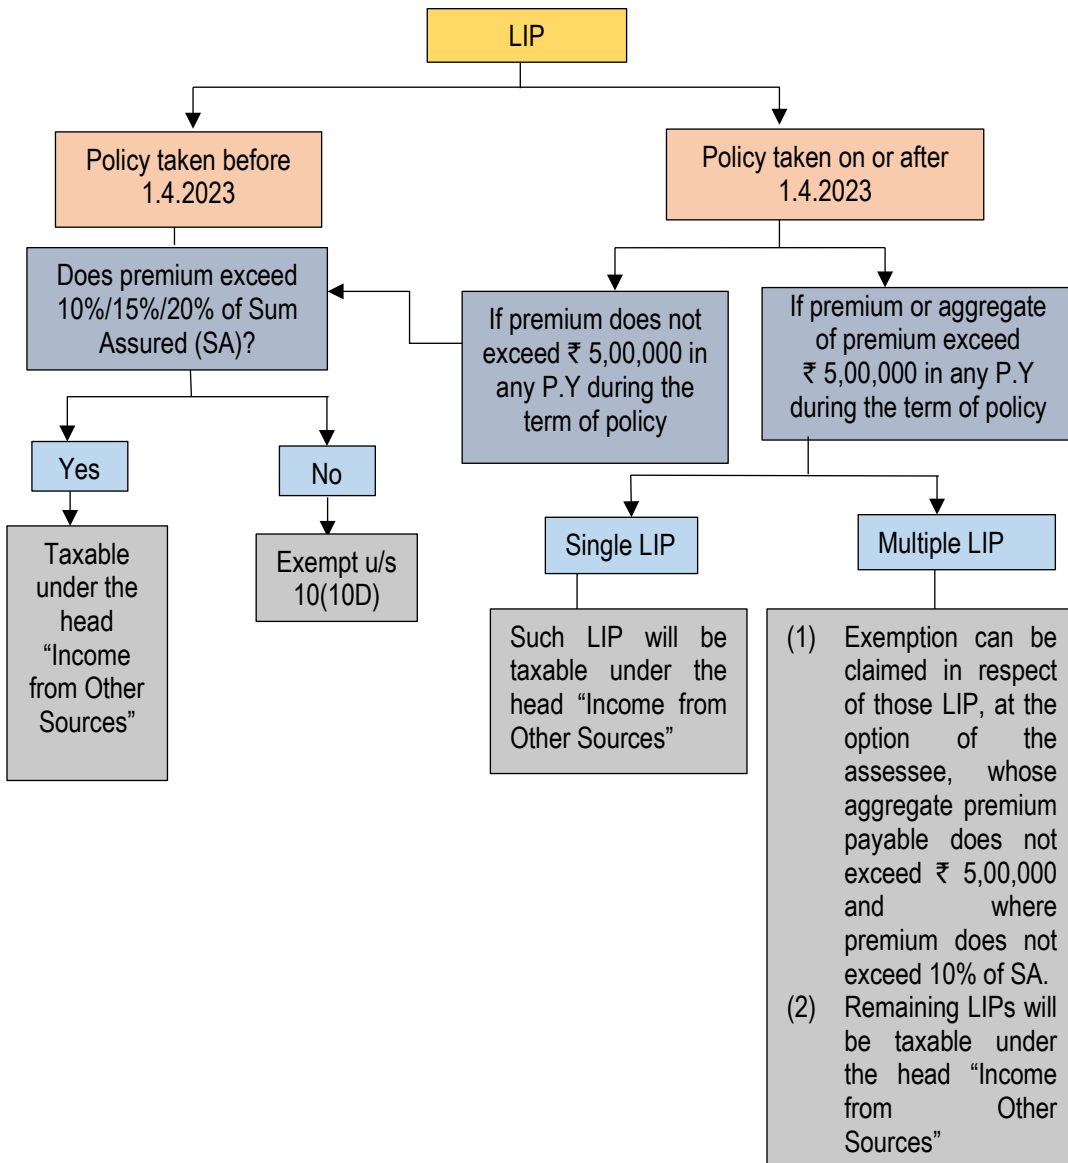 LIP
Policy taken before
1.4.2023
Policy taken on or after
1.4.2023
Does premium exceed
10%/15%/20% of Sum
Assured (SA)?
If premium does not
exceed ₹ 5,00,000 in
any P.Y during the
term of policy
If premium or aggregate
of premium exceed
₹ 5,00,000 in any P.Y
during the term of policy
Yes
No
Taxable
under the
head
“Income
from Other
Sources”
Exempt u/s
10(10D)
Single LIP
Multiple LIP
Such LIP will be
taxable under the
head “Income from
Other Sources”
(1) Exemption can be
claimed in respect
of those LIP, at the
option of the
assessee, whose
aggregate premium
payable does not
exceed ₹ 5,00,000
and where
premium does not
exceed 10% of SA.
(2) Remaining LIPs will
be taxable under
the head “Income
from Other
Sources”